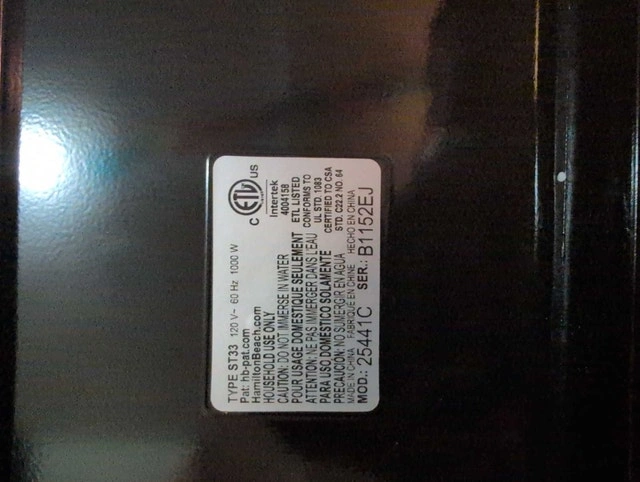 TYPE ST33 120 V~ 60 Hz 1000 W
Pat: hb-pat.com
HamiltonBeach.com
HOUSEHOLD USE ONLY
CAUTION: DO NOT IMMERSE IN WATER
POUR USAGE DOMESTIQUE SEULEMENT
ATTENTION: NE PAS IMMERGER DANS L'EAU
PARA USO DOMÉSTICO SOLAMENTE
PRECAUCIÓN: NO SUMERGIR EN AGUA
MADE IN CHINA FABRIQUÉ EN CHINE HECHO EN CHINA
MOD.: 25441C SER.: B1152EJ
C ETL US
Intertek
4004158
ETL LISTED
CONFORMS TO
UL STD. 1083
CERTIFIED TO CSA
STD. C22.2 NO. 64